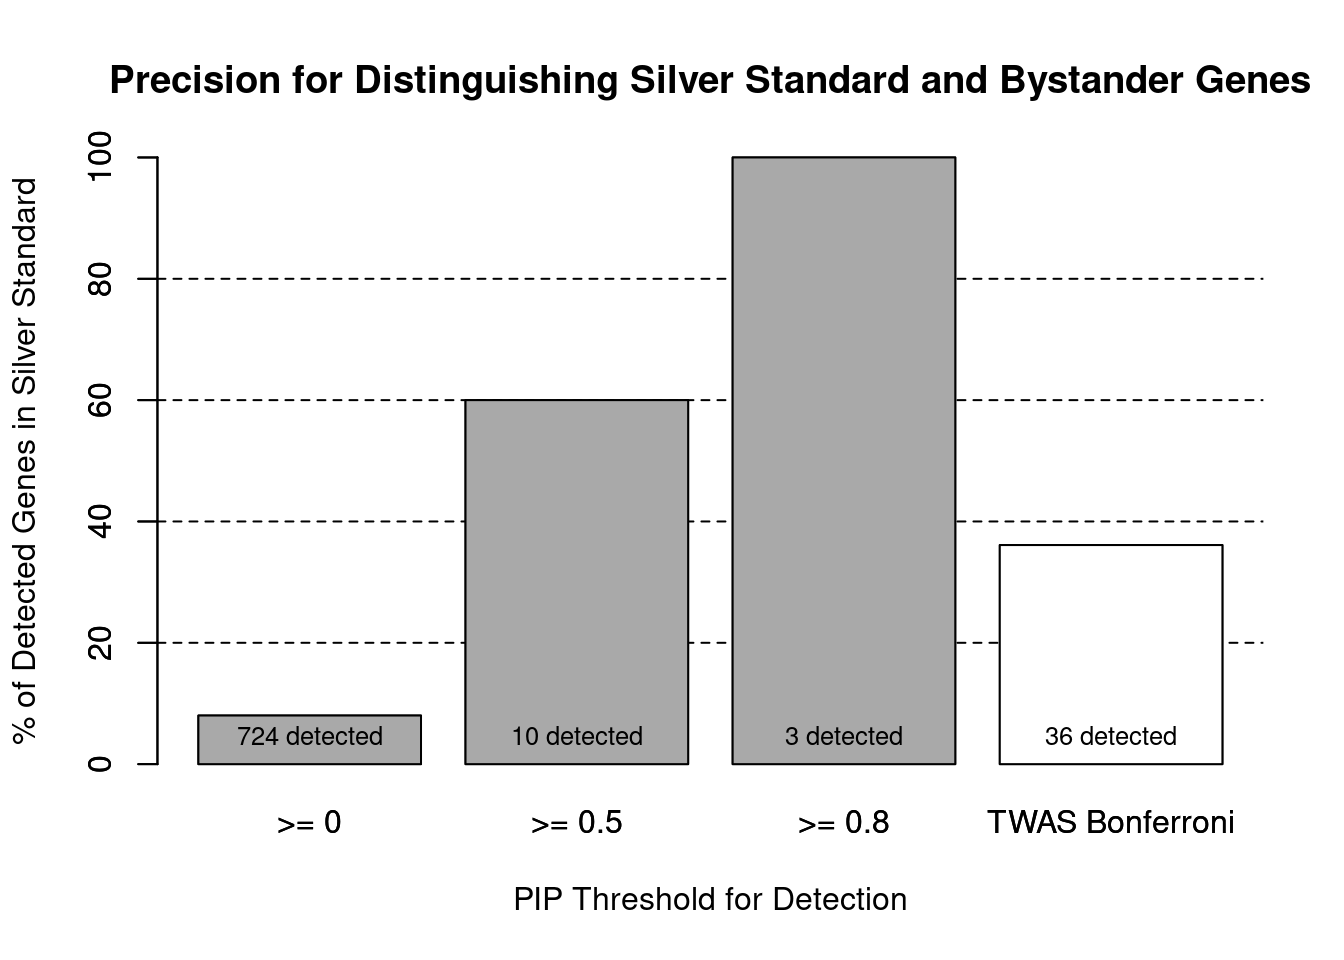 Precision for Distinguishing Silver Standard and Bystander Genes
% of Detected Genes in Silver Standard
100
80
60
40
20
0
724 detected
10 detected
3 detected
36 detected
>= 0
>= 0.5
>= 0.8
TWAS Bonferroni
PIP Threshold for Detection